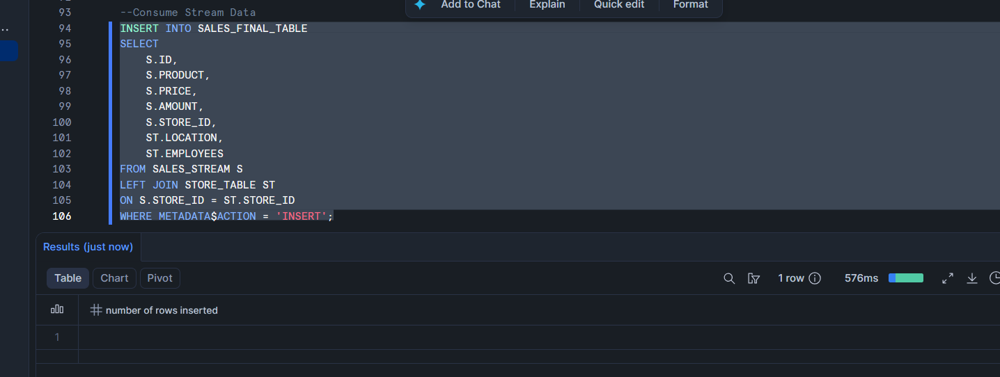 Add to Chat Explain Quick edit Format
93 --Consume Stream Data
94 INSERT INTO SALES_FINAL_TABLE
95 SELECT
96 S.ID,
97 S.PRODUCT,
98 S.PRICE,
99 S.AMOUNT,
100 S.STORE_ID,
101 ST.LOCATION,
102 ST.EMPLOYEES
103 FROM SALES_STREAM S
104 LEFT JOIN STORE_TABLE ST
105 ON S.STORE_ID = ST.STORE_ID
106 WHERE METADATA$ACTION = 'INSERT';
Results (just now)
Table Chart Pivot 1 row 576ms
number of rows inserted
1